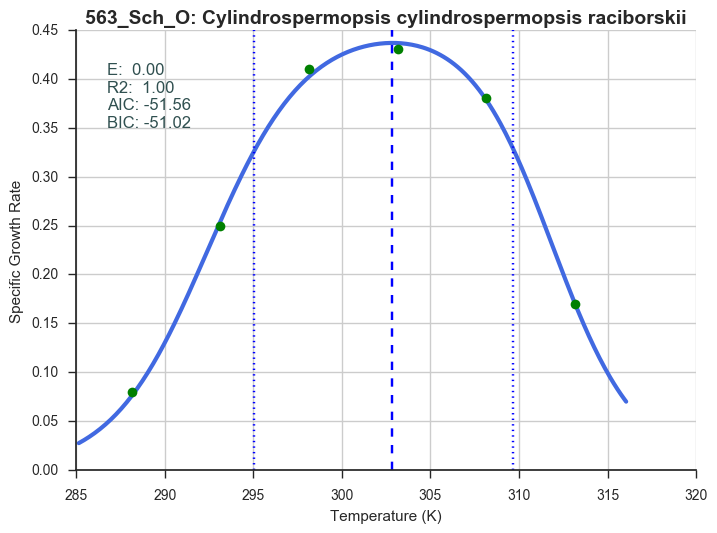 563_Sch_O: Cylindrospermopsis cylindrospermopsis raciborskii
E:  0.00
R2:  1.00
AIC: -51.56
BIC: -51.02
Specific Growth Rate
0.45
0.40
0.35
0.30
0.25
0.20
0.15
0.10
0.05
0.00
285 290 295 300 305 310 315 320
Temperature (K)